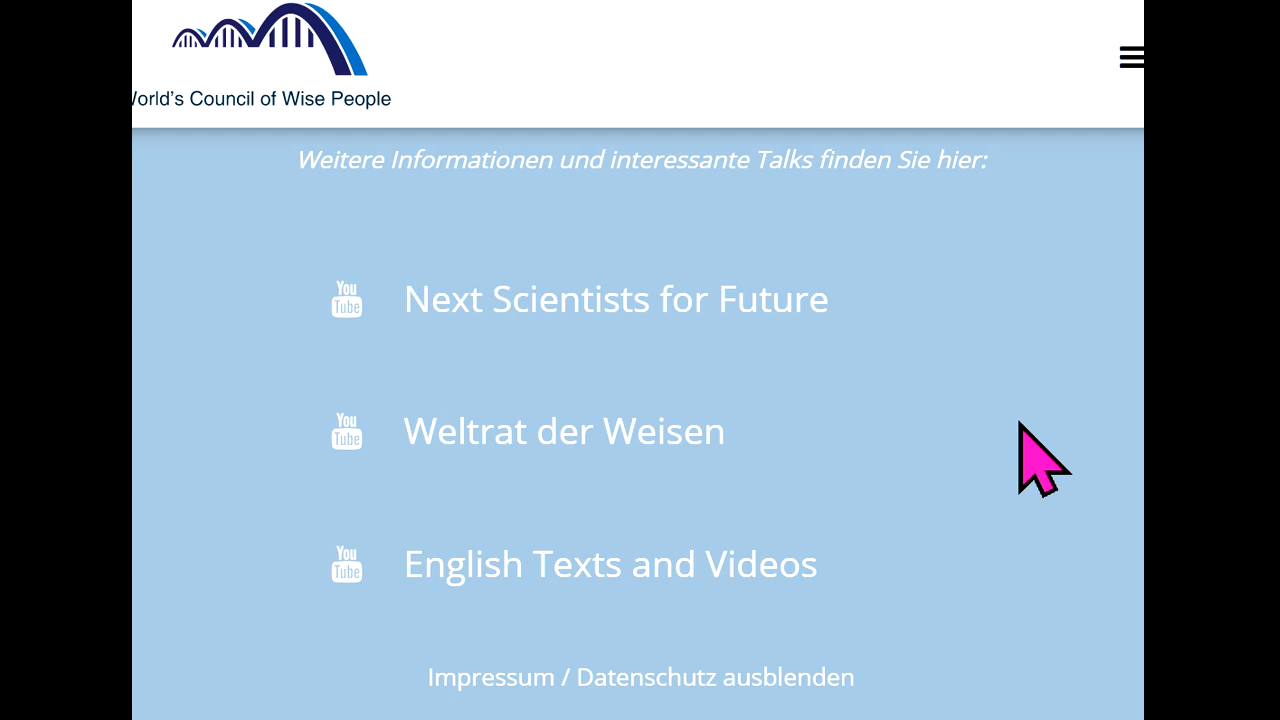 World's Council of Wise People
Weitere Informationen und interessante Talks finden Sie hier:
You Tube Next Scientists for Future
You Tube Weltrat der Weisen
You Tube English Texts and Videos
Impressum / Datenschutz ausblenden